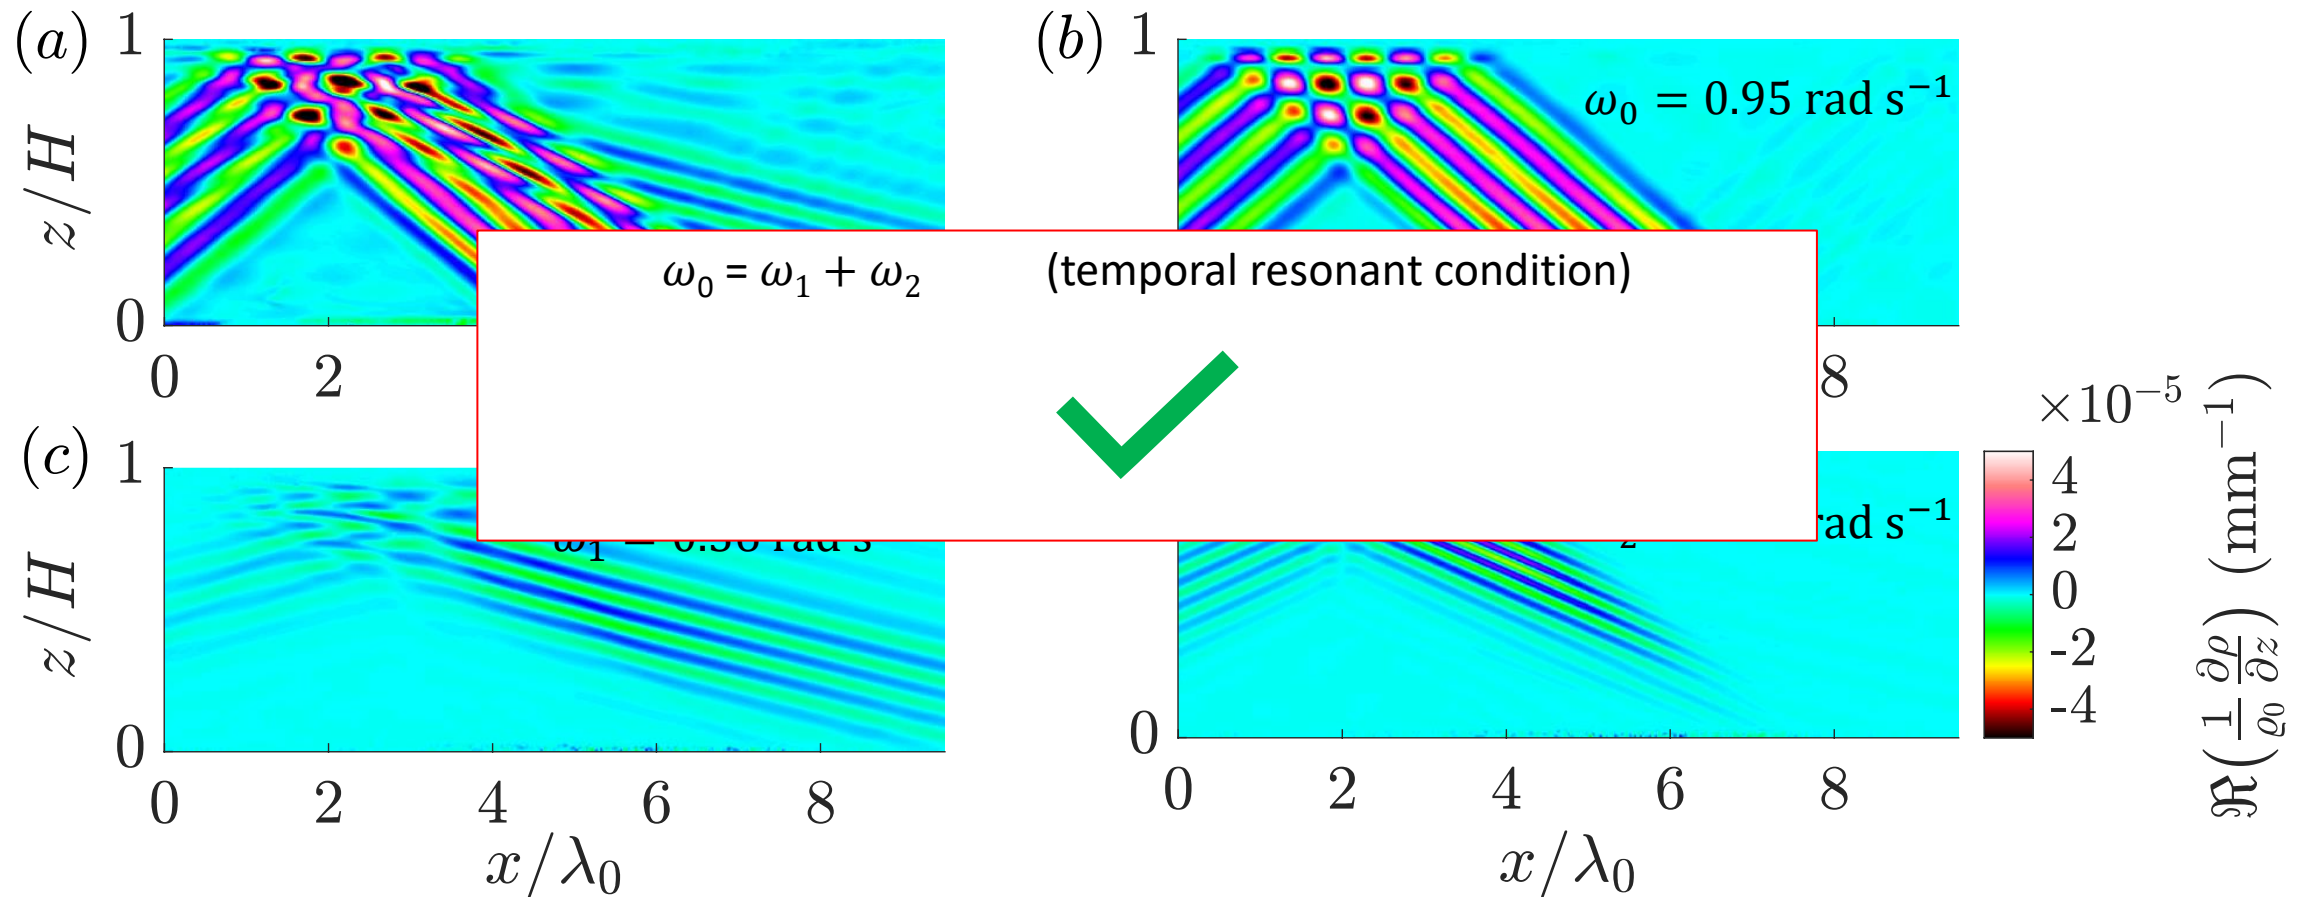 (a) 1
z/H
0
0 2
(b) 1
ω₀ = 0.95 rad s⁻¹
8
ω₀ = ω₁ + ω₂ (temporal resonant condition)
(c) 1
z/H
0
0 2 4 6 8
x/λ₀
rad s⁻¹
0
0 2 4 6 8
x/λ₀
×10⁻⁵
4
2
0
-2
-4
ℜ(1/ϱ₀ ∂ρ/∂z) (mm⁻¹)